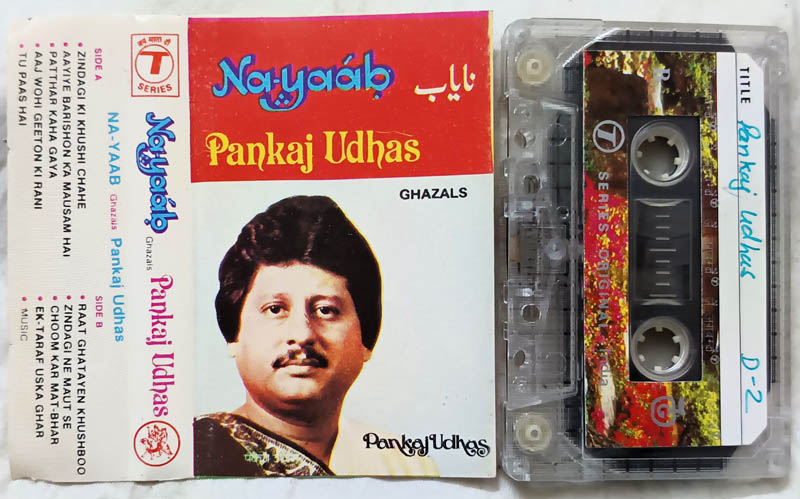 SIDE A
• ZINDAGI KI KHUSHI CHAHE
• AAYIYE BARISHON KA MAUSAM HAI
• PATTHAR KAHA GAYA
• AAJ WOHI GEETON KI RANI
• TU PAAS HAI
SIDE B
• RAAT GHATAYEN KHUSHBOO
• ZINDAGI NE MAUT SE
• CHOOM KAR MAT-BHAR
• EK-TARAF USKA GHAR
• MUSIC
NA-YAAB Ghazals Pankaj Udhas
जय माता दी
T
SERIES
Na-yaab Ghazals Pankaj Udhas
Na-yaab نایاب
Pankaj Udhas
GHAZALS
Pankaj Udhas
R
T SERIES ORIGINAL India
TITLE Pankaj Udhas D-2